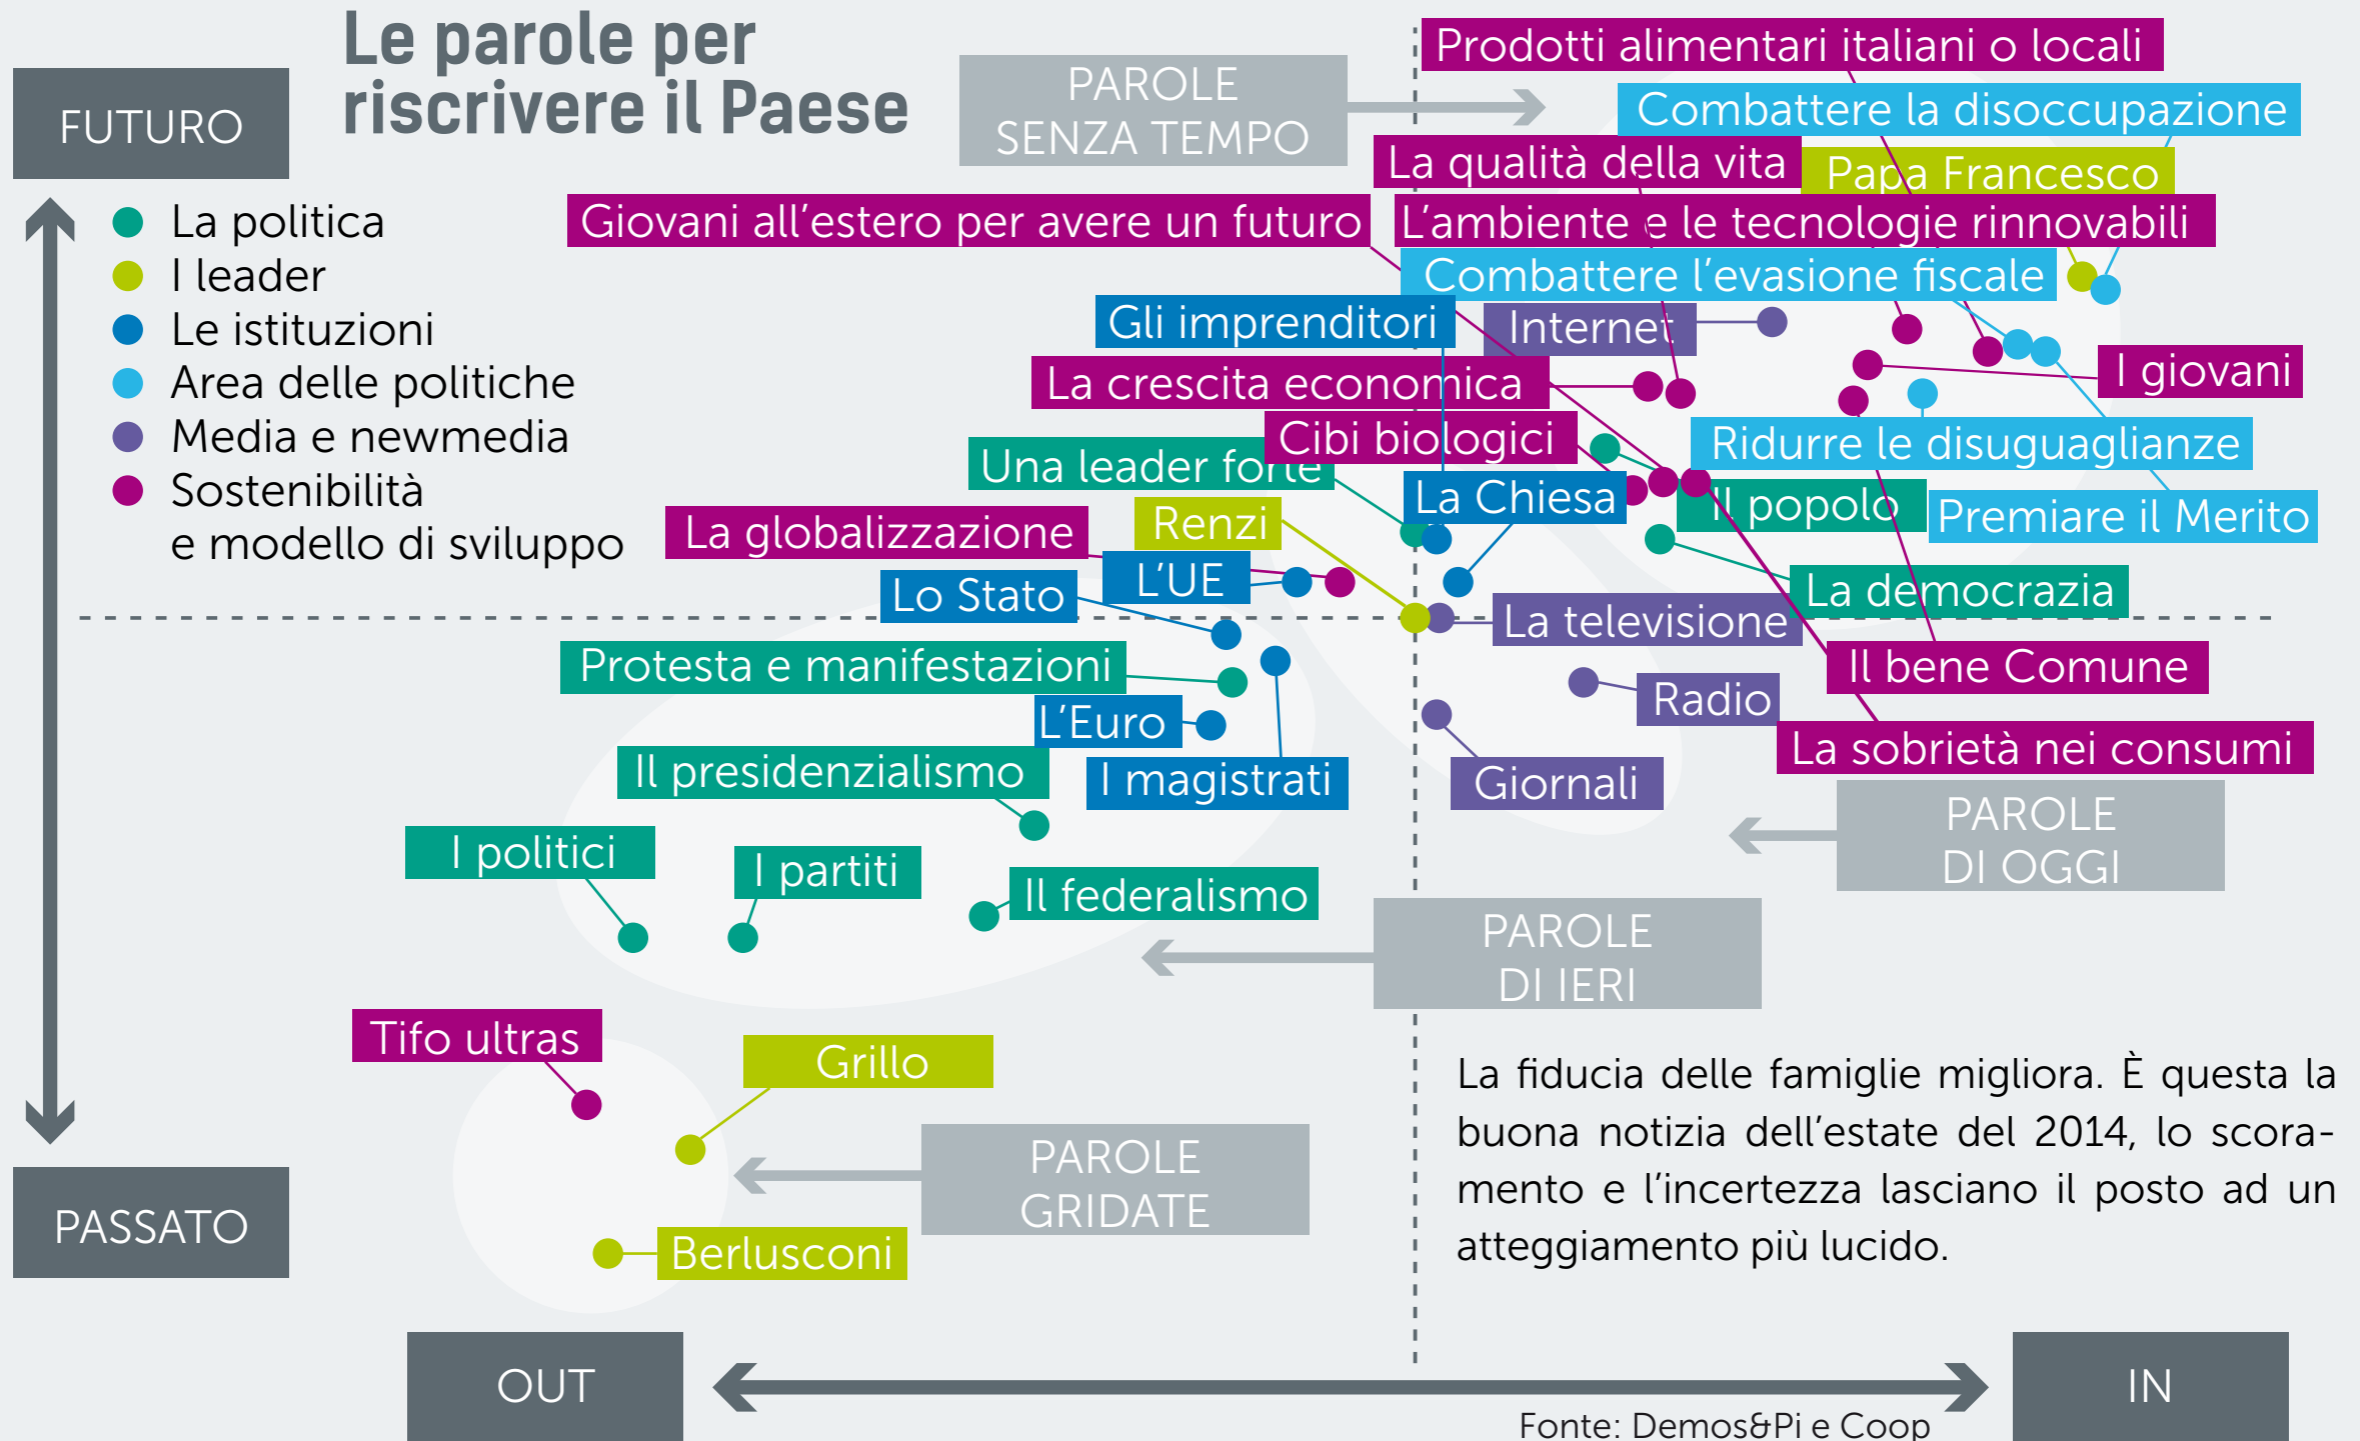 Le parole per
riscrivere il Paese
FUTURO
PAROLE
SENZA TEMPO
La politica
I leader
Le istituzioni
Area delle politiche
Media e newmedia
Sostenibilità
e modello di sviluppo
Prodotti alimentari italiani o locali
Combattere la disoccupazione
La qualità della vita
Papa Francesco
Giovani all'estero per avere un futuro
L'ambiente e le tecnologie rinnovabili
Combattere l'evasione fiscale
Gli imprenditori
Internet
La crescita economica
I giovani
Cibi biologici
Ridurre le disuguaglianze
Una leader forte
La Chiesa
Il popolo
Premiare il Merito
La globalizzazione
Renzi
Lo Stato
L'UE
La democrazia
La televisione
Protesta e manifestazioni
Il bene Comune
L'Euro
Radio
La sobrietà nei consumi
Il presidenzialismo
I magistrati
Giornali
PAROLE
DI OGGI
I politici
I partiti
Il federalismo
PAROLE
DI IERI
Tifo ultras
Grillo
PAROLE
GRIDATE
Berlusconi
PASSATO
La fiducia delle famiglie migliora. È questa la
buona notizia dell'estate del 2014, lo scora-
mento e l'incertezza lasciano il posto ad un
atteggiamento più lucido.
OUT
IN
Fonte: Demos&Pi e Coop